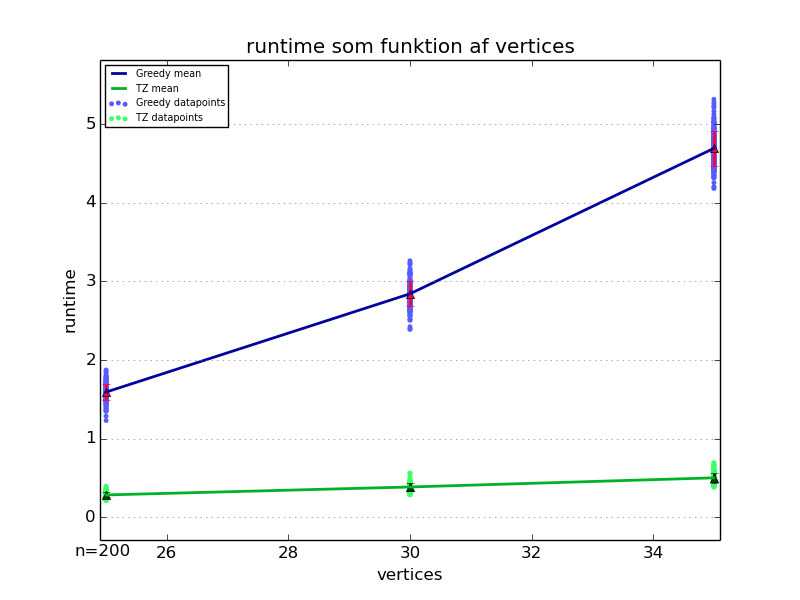 runtime som funktion af vertices
Greedy mean
TZ mean
Greedy datapoints
TZ datapoints
5
4
3
2
1
0
runtime
n=200
26 28 30 32 34
vertices